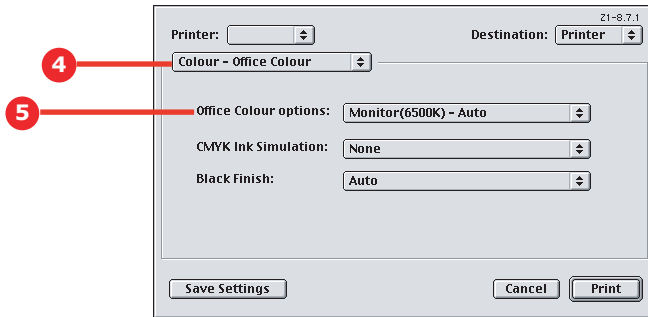 Z1-8.7.1
Printer: Destination: Printer
4 Colour - Office Colour
5 Office Colour options: Monitor(6500K) - Auto
CMYK Ink Simulation: None
Black Finish: Auto
Save Settings Cancel Print